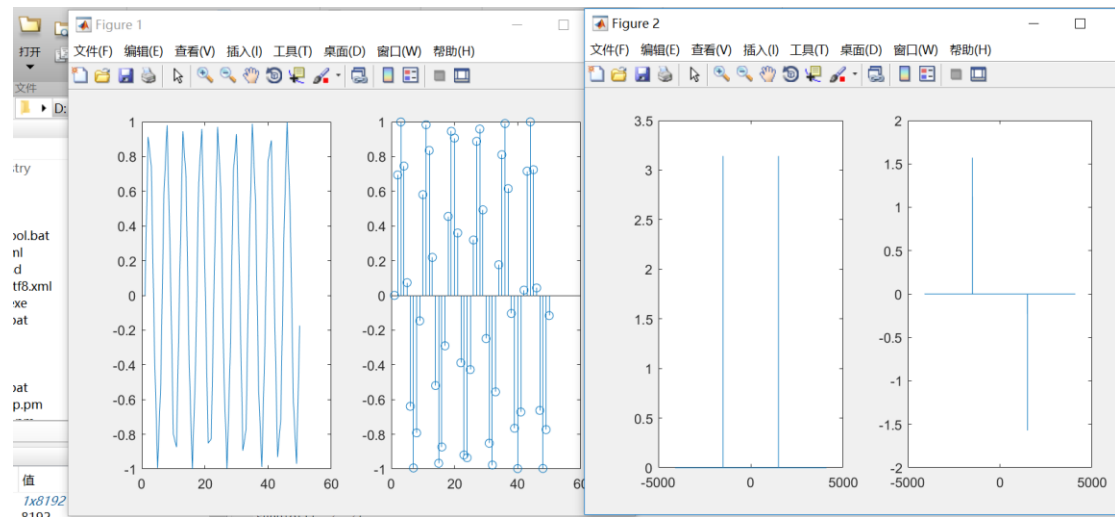 打开
文件
D:
stry
ool.bat
ml
d
tf8.xml
exe
oat
bat
p.pm
值
1x8192
8192
Figure 1
文件(F) 编辑(E) 查看(V) 插入(I) 工具(T) 桌面(D) 窗口(W) 帮助(H)
1
0.8
0.6
0.4
0.2
0
-0.2
-0.4
-0.6
-0.8
-1
0 20 40 60
1
0.8
0.6
0.4
0.2
0
-0.2
-0.4
-0.6
-0.8
-1
0 20 40 60
Figure 2
文件(F) 编辑(E) 查看(V) 插入(I) 工具(T) 桌面(D) 窗口(W) 帮助(H)
3.5
3
2.5
2
1.5
1
0.5
0
-5000 0 5000
2
1.5
1
0.5
0
-0.5
-1
-1.5
-2
-5000 0 5000